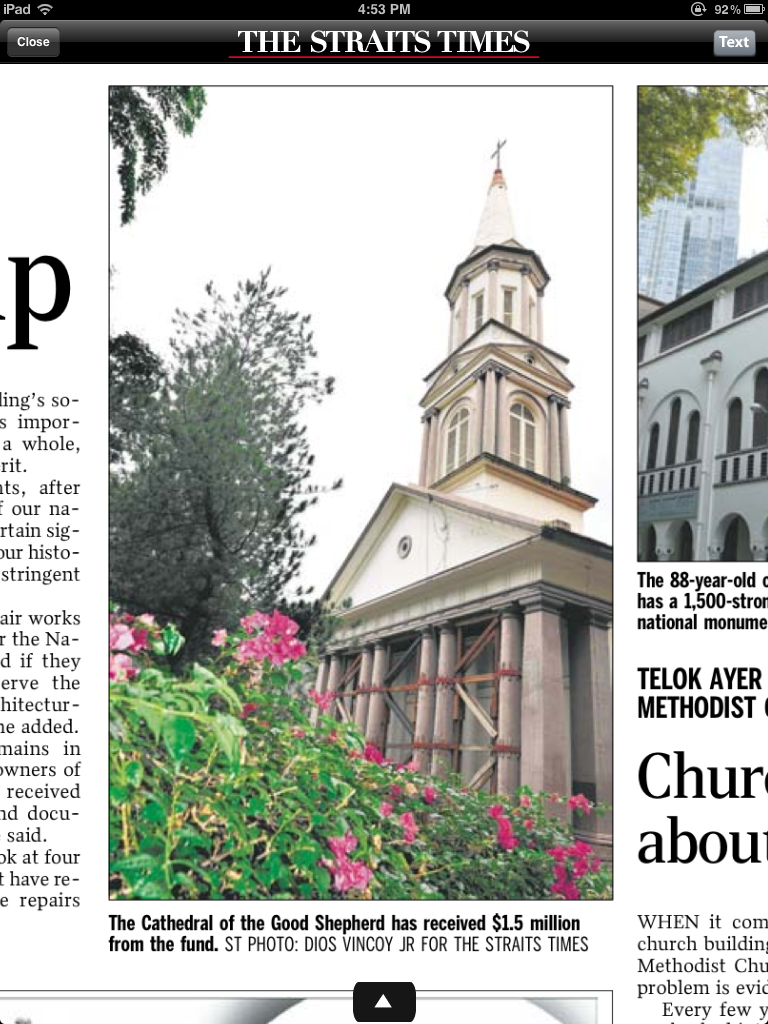 iPad
4:53 PM
92%
Close
THE STRAITS TIMES
Text
ling's so-
s impor-
a whole,
rit.
nts, after
f our na-
rtain sig-
our histo-
stringent
air works
r the Na-
d if they
erve the
hitectur-
he added.
mains in
owners of
received
nd docu-
said.
ok at four
t have re-
e repairs
The Cathedral of the Good Shepherd has received $1.5 million
from the fund. ST PHOTO: DIOS VINCOY JR FOR THE STRAITS TIMES
The 88-year-old
has a 1,500-stron
national monume
TELOK AYER
METHODIST
Churc
about
WHEN it com
church building
Methodist Chu
problem is evid
Every few y